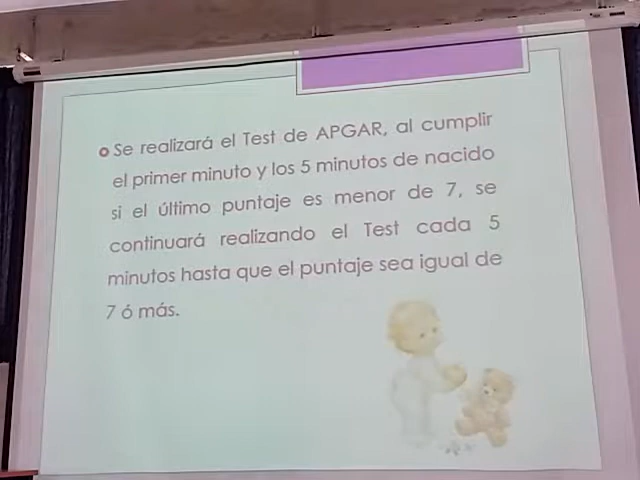 Se realizará el Test de APGAR, al cumplir
el primer minuto y los 5 minutos de nacido
si el último puntaje es menor de 7, se
continuará realizando el Test cada 5
minutos hasta que el puntaje sea igual de
7 ó más.